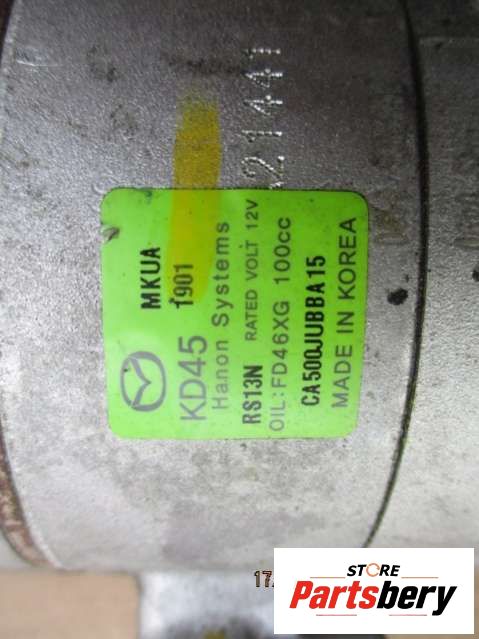 MKUA
1901
KD45
Hanon Systems
RS13N RATED VOLT 12V
OIL:FD46XG 100cc
CA500JUBBA15
MADE IN KOREA
21441
17
STORE
Partsbery